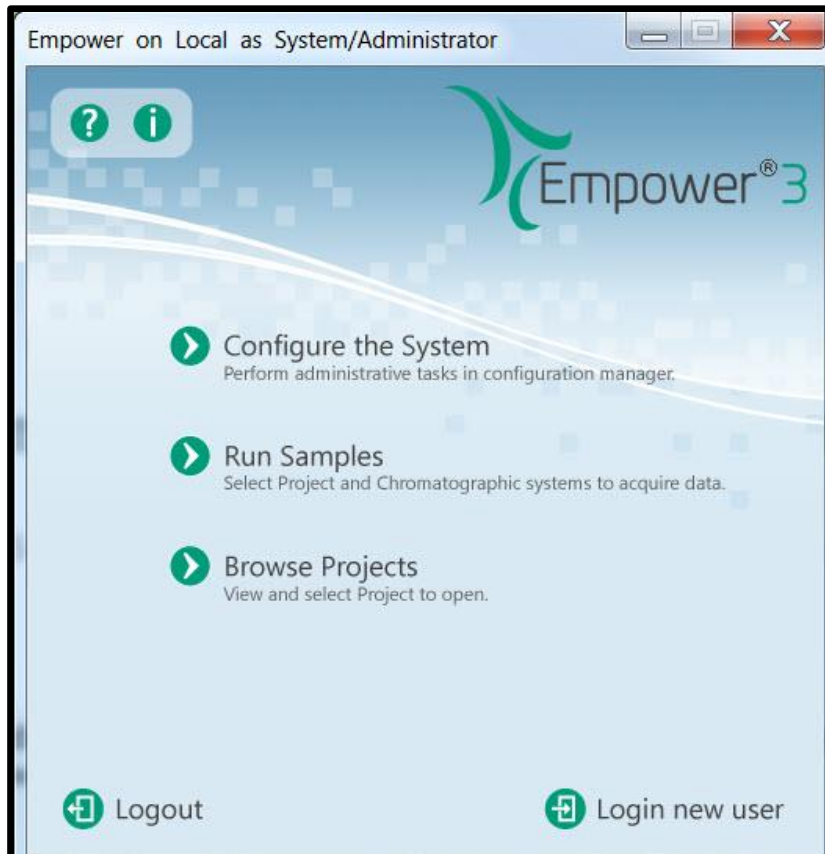 Empower on Local as System/Administrator
? i
Empower®3
Configure the System
Perform administrative tasks in configuration manager.
Run Samples
Select Project and Chromatographic systems to acquire data.
Browse Projects
View and select Project to open.
Logout
Login new user